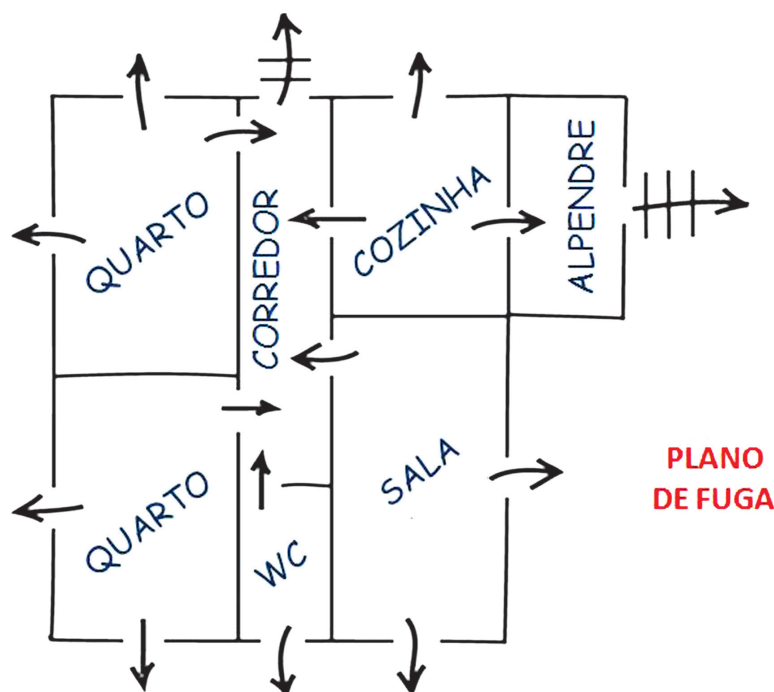 QUARTO
CORREDOR
COZINHA
ALPENDRE
QUARTO
WC
SALA
PLANO
DE FUGA